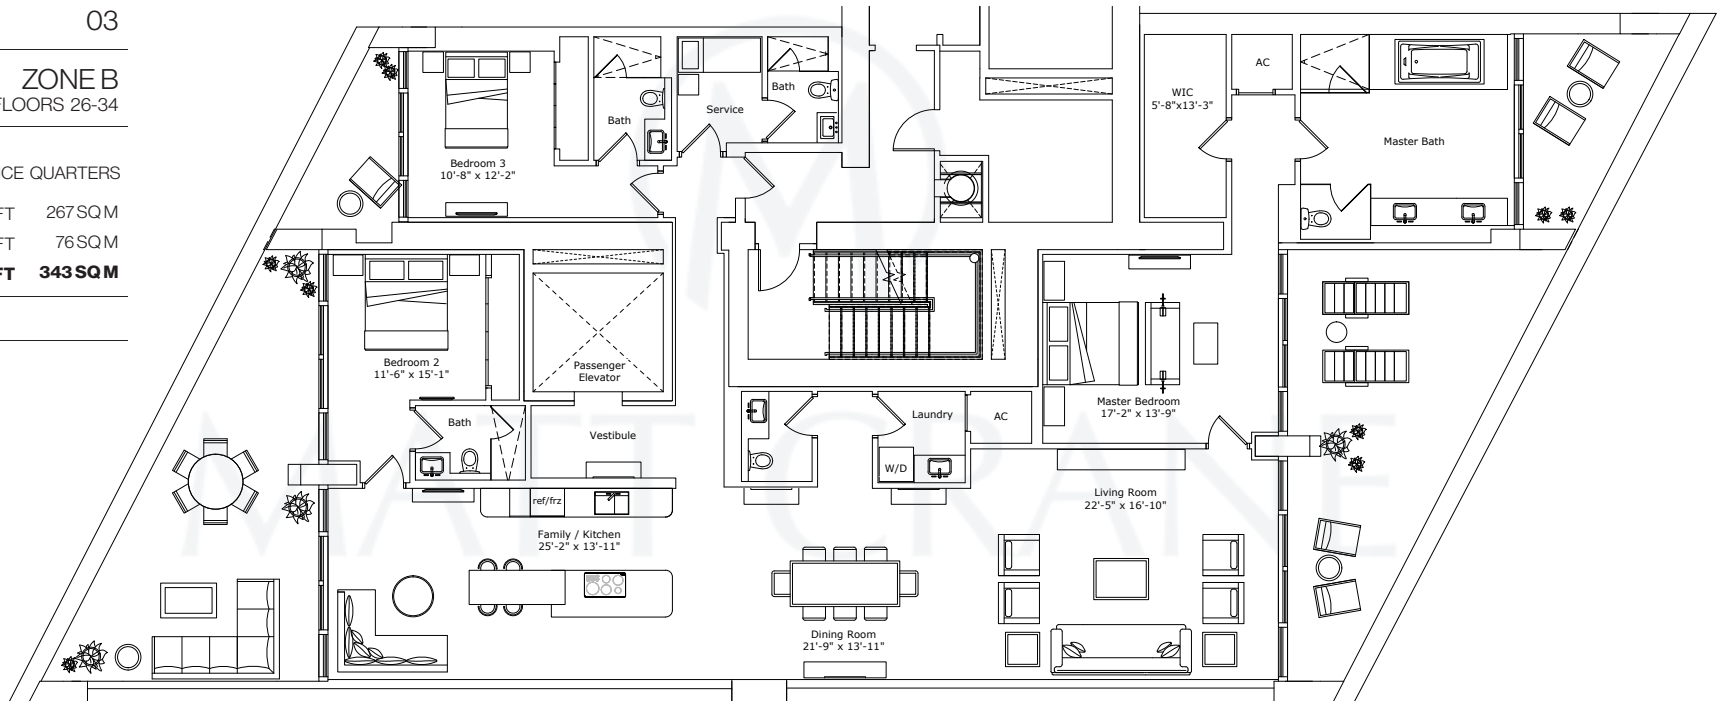 03
ZONE B
FLOORS 26-34
ICE QUARTERS
FT 267 SQ M
FT 76 SQ M
FT 343 SQ M
Bedroom 3
10'-8" x 12'-2"
Bath
Service
Bath
WIC
5'-8"x13'-3"
AC
Master Bath
Bedroom 2
11'-6" x 15'-1"
Passenger
Elevator
Master Bedroom
17'-2" x 13'-9"
Bath
Vestibule
Laundry
AC
W/D
ref/frz
Family / Kitchen
25'-2" x 13'-11"
Living Room
22'-5" x 16'-10"
Dining Room
21'-9" x 13'-11"
MATT CRANE